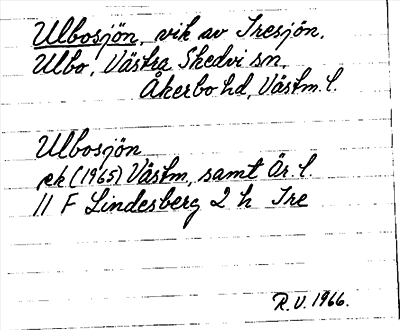 Ulbosjön, vik av Tresjön,
Ulbo, Västra Skedvi sn,
Åkerbo hd, Västm. l.
Ulbosjön
ek (1965) Västm, samt Är. l.
11 F Lindesberg 2 h Tre
R.V. 1966.